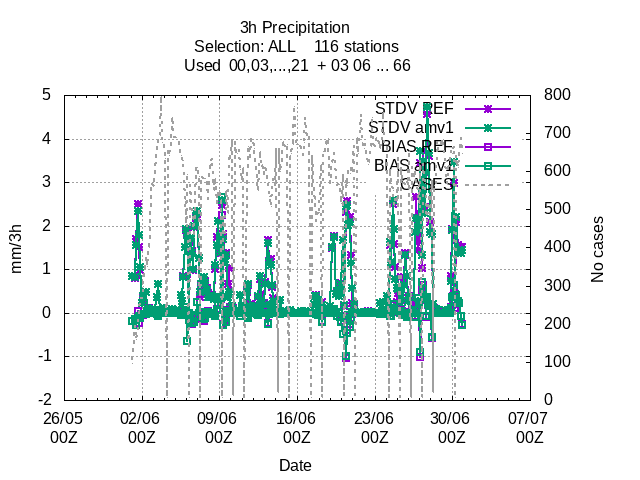 3h Precipitation
Selection: ALL    116 stations
Used  00,03,...,21  + 03 06 ... 66
STDV REF
STDV amv1
BIAS REF
BIAS amv1
CASES
5
4
3
2
1
0
-1
-2
mm/3h
800
700
600
500
400
300
200
100
0
No cases
26/05 02/06 09/06 16/06 23/06 30/06 07/07
00Z 00Z 00Z 00Z 00Z 00Z 00Z
Date